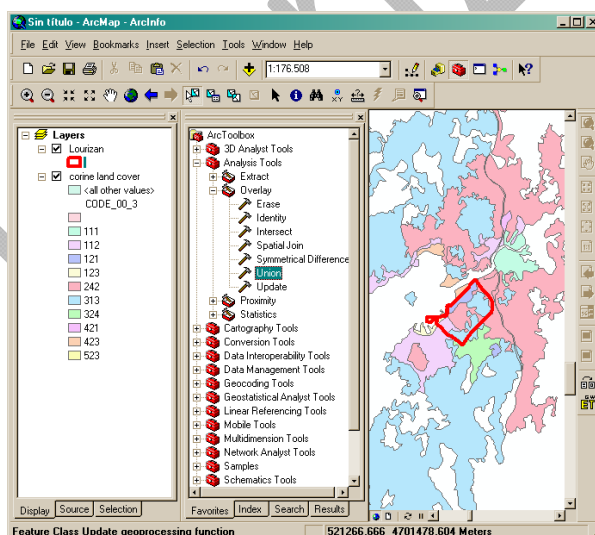 Sin título - ArcMap - ArcInfo
File Edit View Bookmarks Insert Selection Tools Window Help
1:176.508
Layers
Lourizan
corine land cover
<all other values>
CODE_00_3
111
112
121
123
242
313
324
421
423
523
Display Source Selection
ArcToolbox
3D Analyst Tools
Analysis Tools
Extract
Overlay
Erase
Identity
Intersect
Spatial Join
Symmetrical Difference
Union
Update
Proximity
Statistics
Cartography Tools
Conversion Tools
Data Interoperability Tools
Data Management Tools
Geocoding Tools
Geostatistical Analyst Tools
Linear Referencing Tools
Mobile Tools
Multidimension Tools
Network Analyst Tools
Samples
Schematics Tools
Favorites Index Search Results
1:1
ET
Feature Class Update geoprocessing function
521266,666 4701478,604 Meters